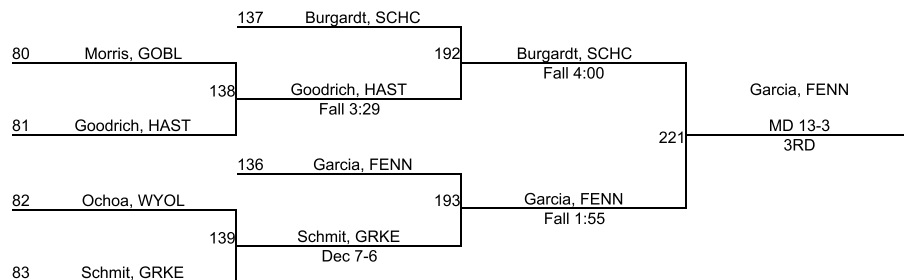 137 Burgardt, SCHC
80 Morris, GOBL
192 Burgardt, SCHC
Fall 4:00
138 Goodrich, HAST
Fall 3:29
Garcia, FENN
81 Goodrich, HAST
MD 13-3
221
3RD
136 Garcia, FENN
82 Ochoa, WYOL
193 Garcia, FENN
Fall 1:55
139 Schmit, GRKE
Dec 7-6
83 Schmit, GRKE